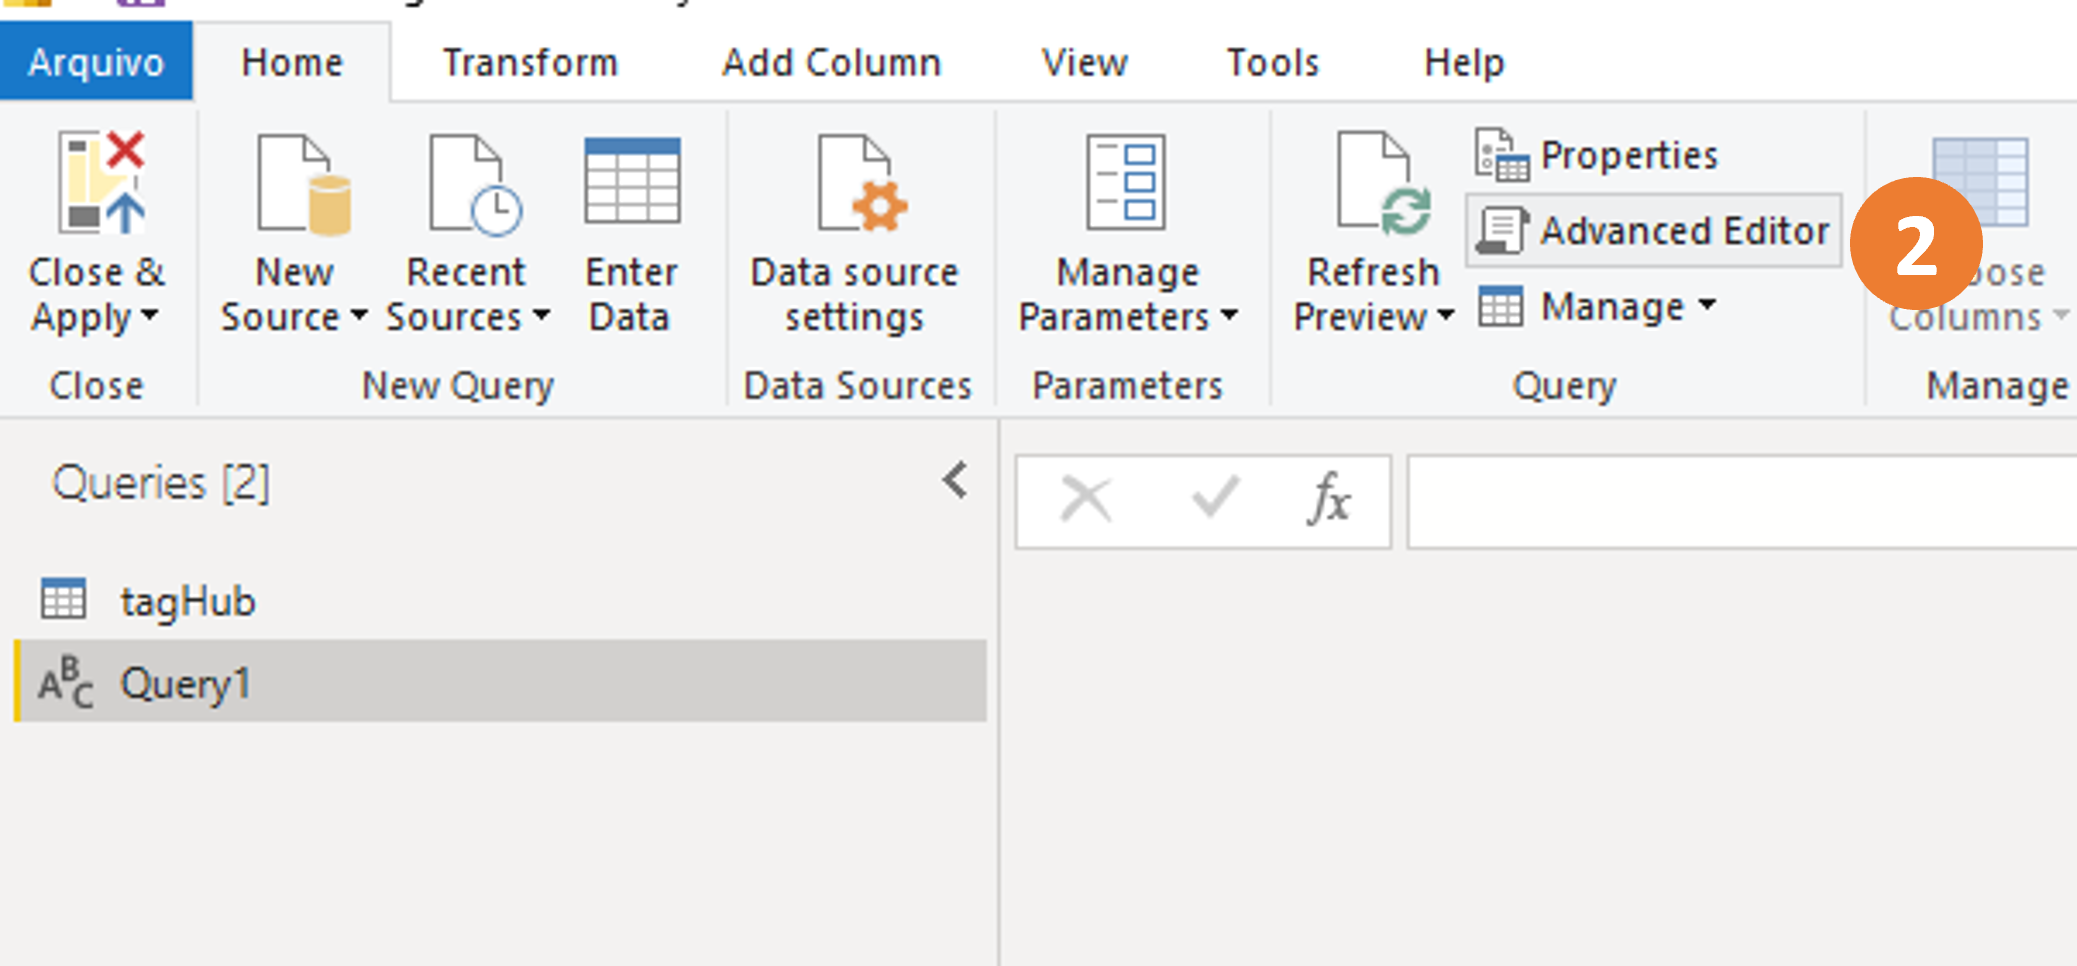 Arquivo Home Transform Add Column View Tools Help
Close & Apply
New Source
Recent Sources
Enter Data
Data source settings
Manage Parameters
Refresh Preview
Properties
Advanced Editor
2
Manage
Columns
Close
New Query
Data Sources
Parameters
Query
Manage
Queries [2]
fx
tagHub
ABC Query1